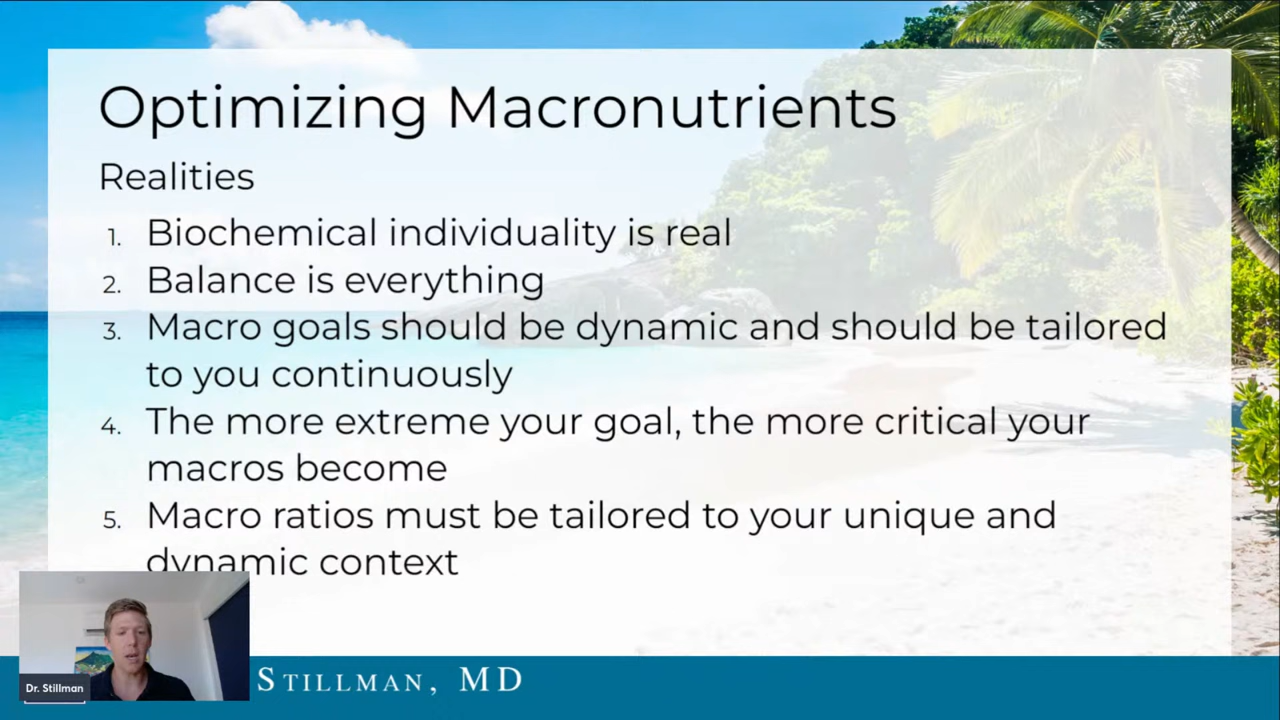 Optimizing Macronutrients
Realities
1. Biochemical individuality is real
2. Balance is everything
3. Macro goals should be dynamic and should be tailored
to you continuously
4. The more extreme your goal, the more critical your
macros become
5. Macro ratios must be tailored to your unique and
dynamic context
Dr. Stillman
STILLMAN, MD